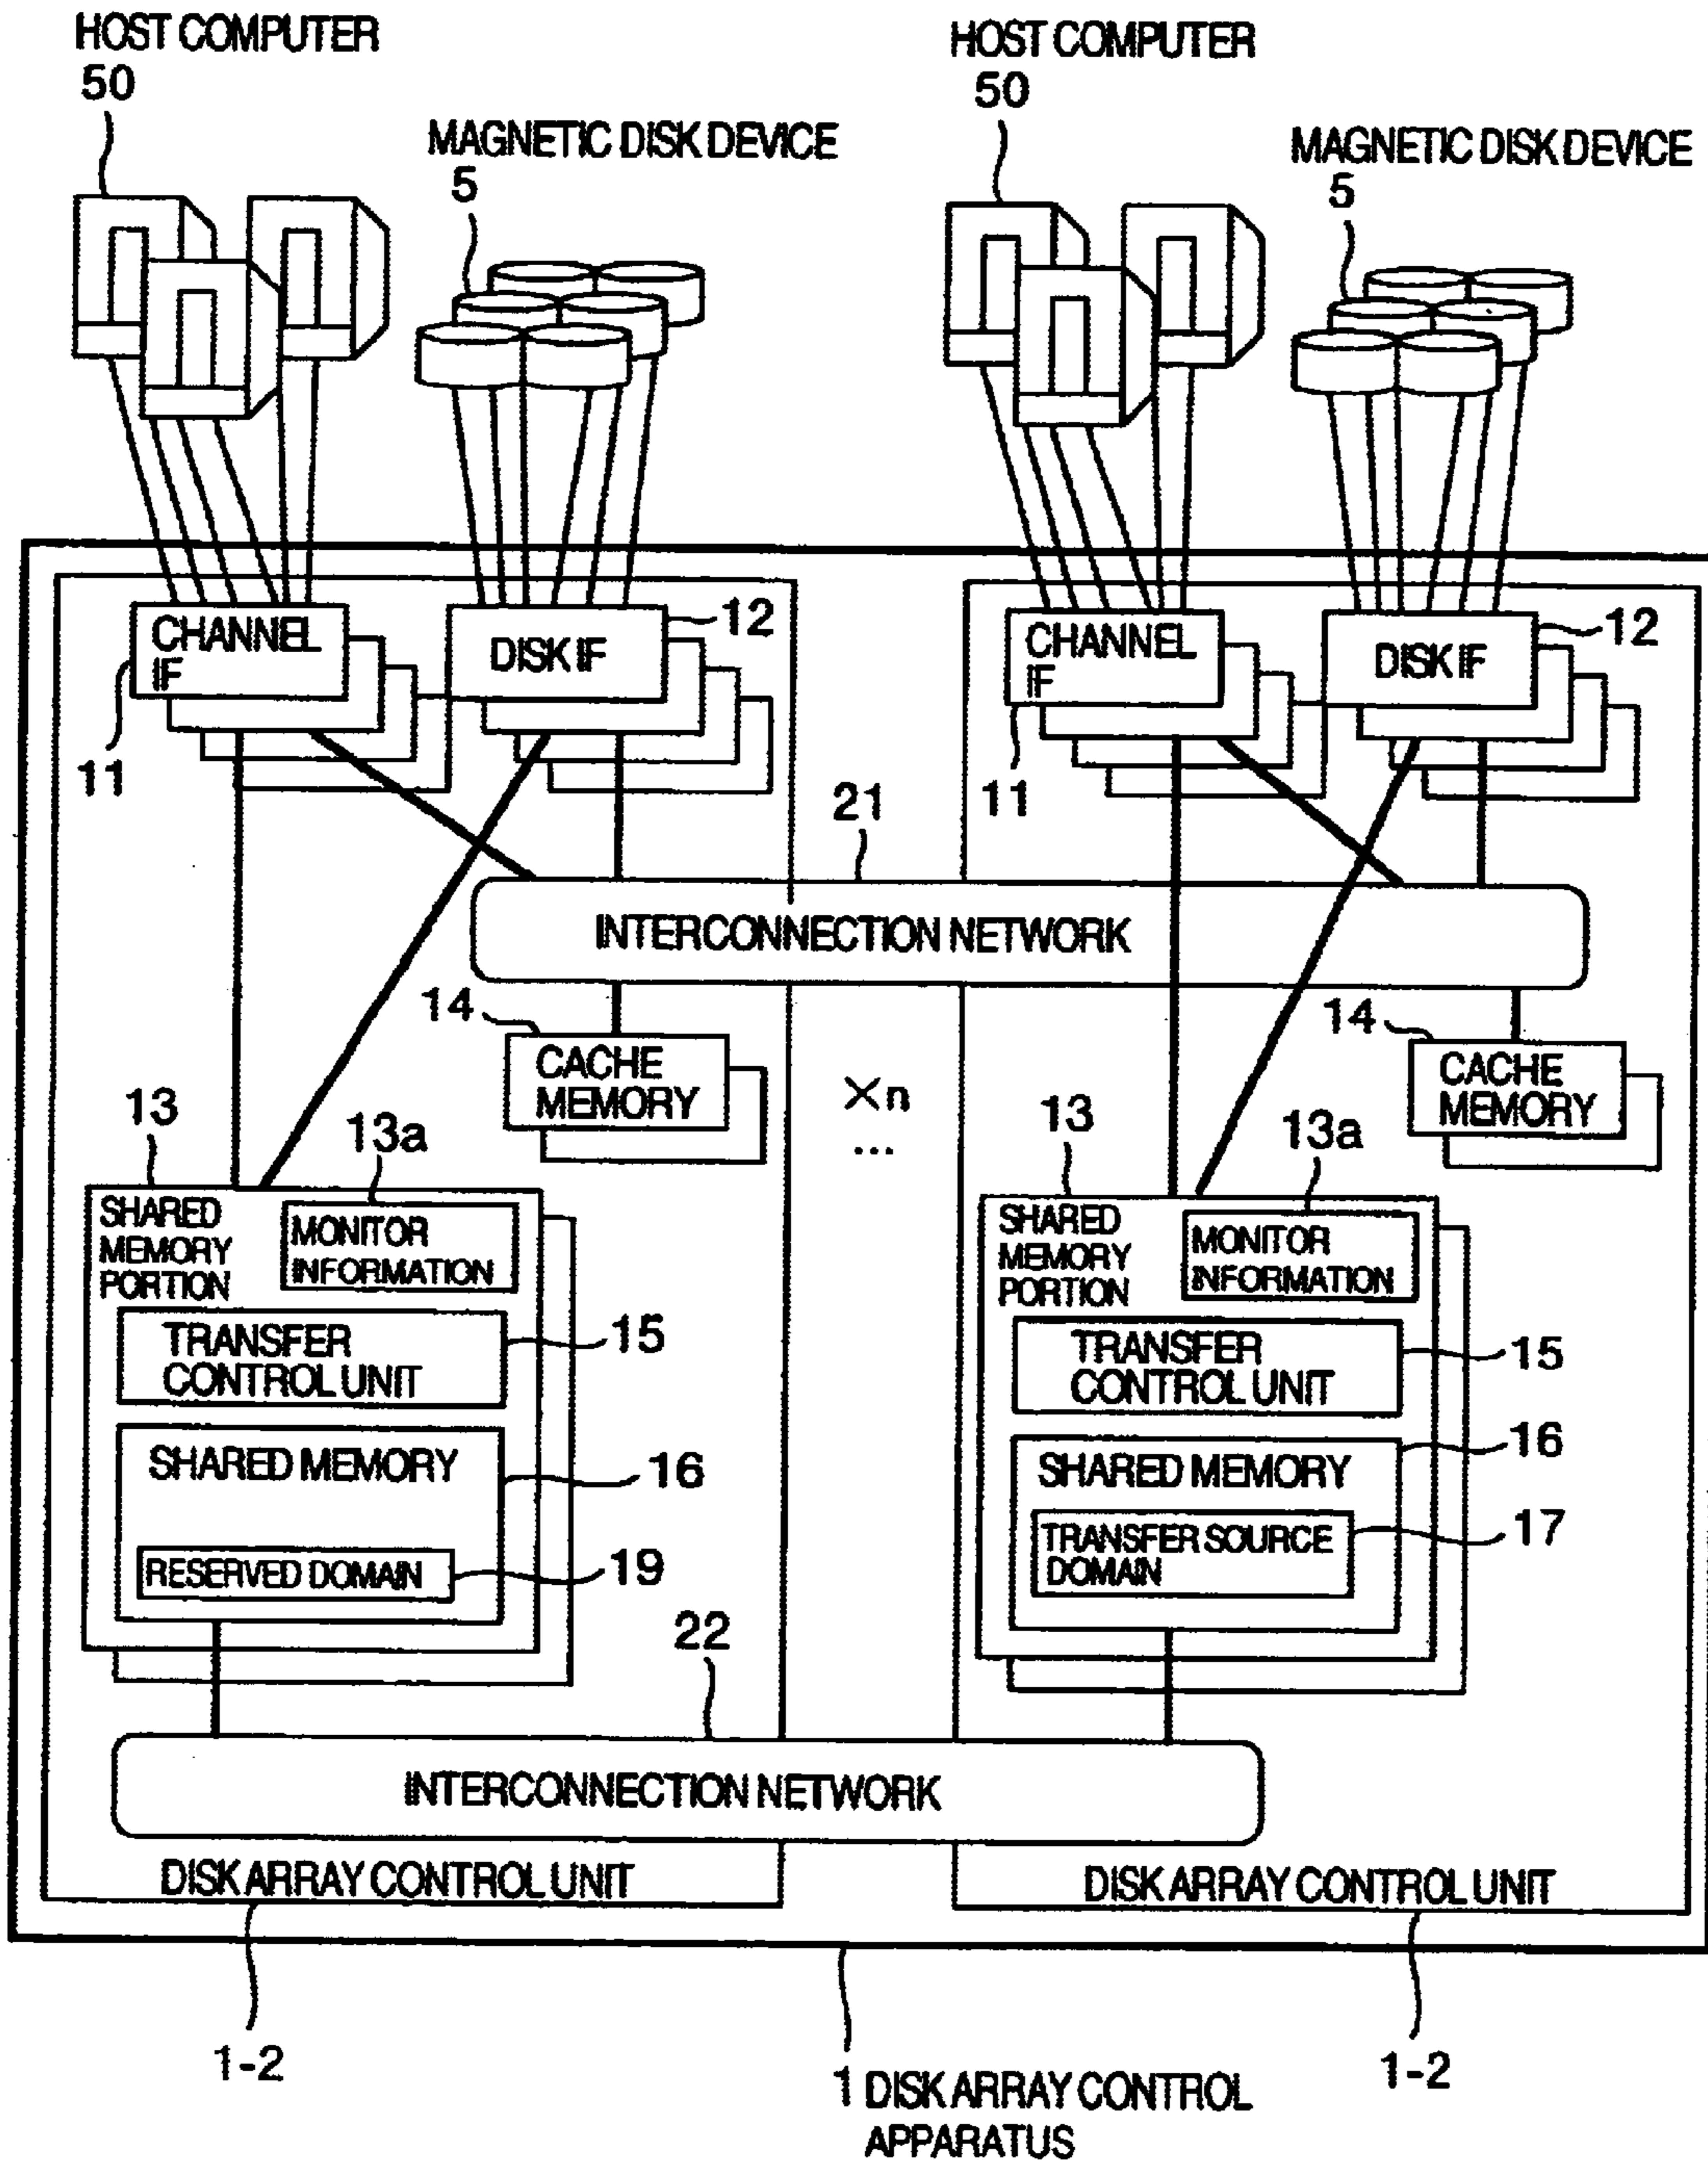 HOST COMPUTER
50
MAGNETIC DISK DEVICE
5
HOST COMPUTER
50
MAGNETIC DISK DEVICE
5
CHANNEL
IF
11
DISK IF
12
CHANNEL
IF
11
DISK IF
12
21
INTERCONNECTION NETWORK
14
CACHE
MEMORY
×n
...
14
CACHE
MEMORY
13
13a
SHARED
MEMORY
PORTION
MONITOR
INFORMATION
TRANSFER
CONTROL UNIT
15
SHARED MEMORY
16
RESERVED DOMAIN
19
13
13a
SHARED
MEMORY
PORTION
MONITOR
INFORMATION
TRANSFER
CONTROL UNIT
15
SHARED MEMORY
16
TRANSFER SOURCE
DOMAIN
17
22
INTERCONNECTION NETWORK
DISK ARRAY CONTROL UNIT
DISK ARRAY CONTROL UNIT
1-2
1 DISK ARRAY CONTROL
APPARATUS
1-2